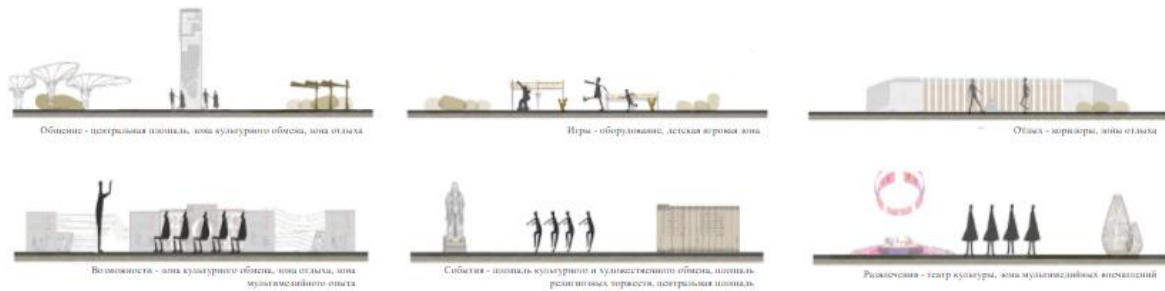 Общение - центральная площадь, зона культурного обмена, зона отдыха
Игры - оборудование, детская игровая зона
Отдых - коридоры, зоны отдыха
Возможности - зона культурного обмена, зона отдыха, зона
мультимедийного опыта
События - площадь культурного и художественного обмена, площадь
религиозных торжеств, центральная площадь
Развлечения - театр культуры, зона мультимедийных впечатлений